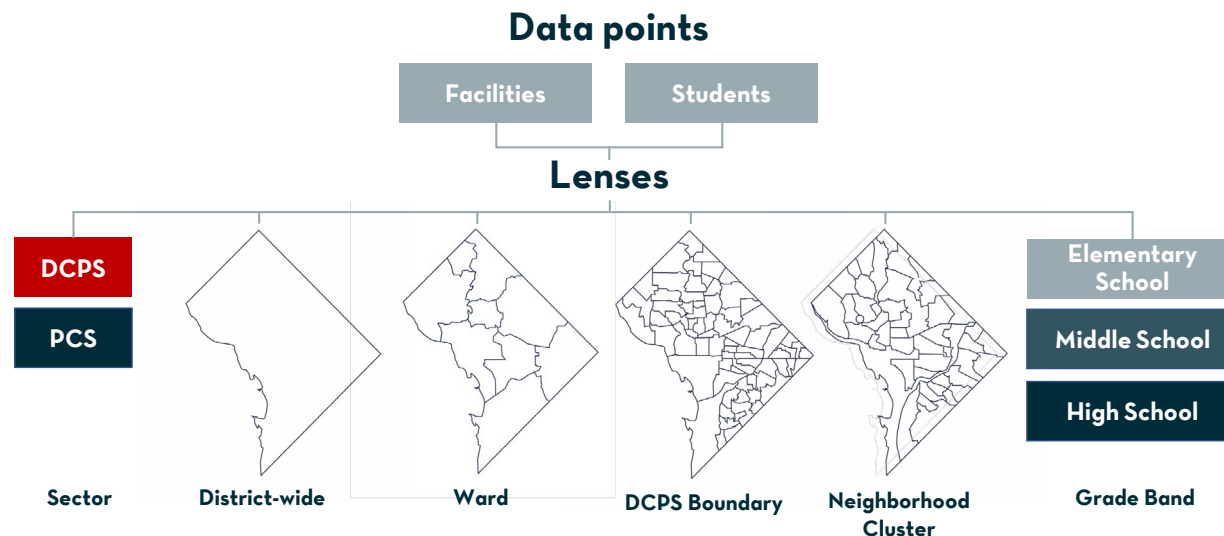 Data points
Facilities
Students
Lenses
DCPS
PCS
Elementary
School
Middle School
High School
Sector
District-wide
Ward
DCPS Boundary
Neighborhood
Cluster
Grade Band